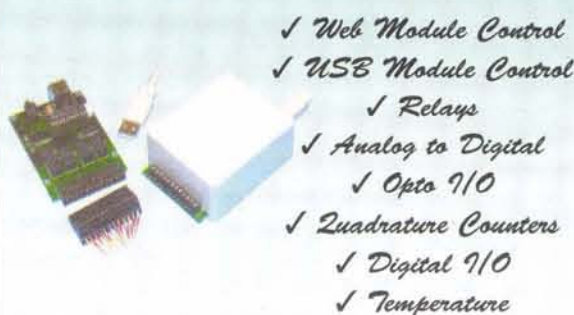 ✓ Web Module Control
✓ USB Module Control
✓ Relays
✓ Analog to Digital
✓ Opto I/O
✓ Quadrature Counters
✓ Digital I/O
✓ Temperature